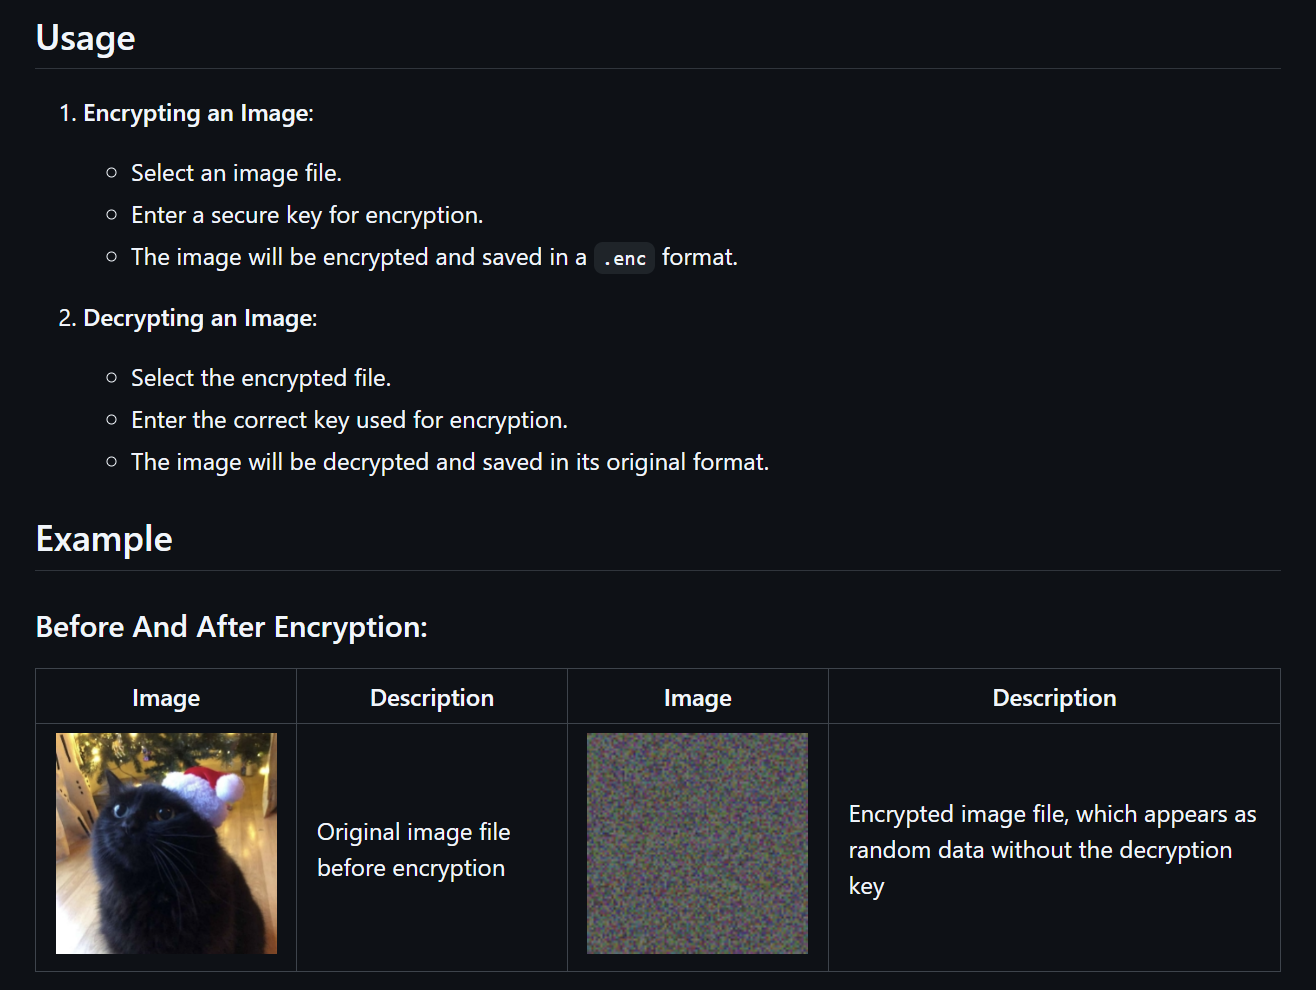 Usage
1. Encrypting an Image:
Select an image file.
Enter a secure key for encryption.
The image will be encrypted and saved in a .enc format.
2. Decrypting an Image:
Select the encrypted file.
Enter the correct key used for encryption.
The image will be decrypted and saved in its original format.
Example
Before And After Encryption:
Image Description Image Description
Original image file
before encryption
Encrypted image file, which appears as
random data without the decryption
key